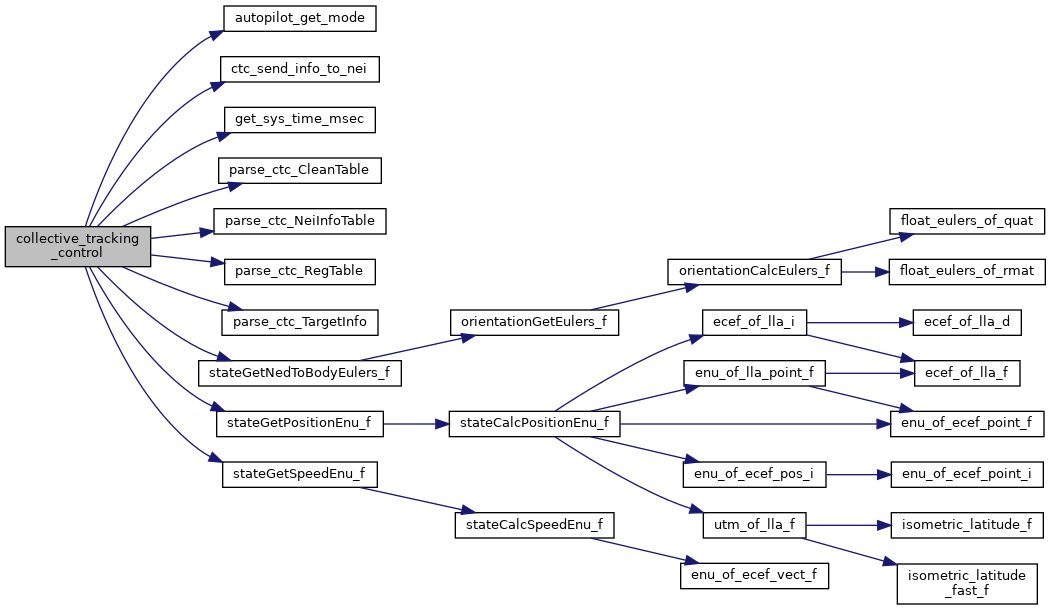 collective_tracking
_control
autopilot_get_mode
ctc_send_info_to_nei
get_sys_time_msec
parse_ctc_CleanTable
parse_ctc_NeiInfoTable
parse_ctc_RegTable
parse_ctc_TargetInfo
stateGetNedToBodyEulers_f
stateGetPositionEnu_f
stateGetSpeedEnu_f
orientationGetEulers_f
stateCalcPositionEnu_f
stateCalcSpeedEnu_f
orientationCalcEulers_f
ecef_of_lla_i
enu_of_lla_point_f
enu_of_ecef_pos_i
utm_of_lla_f
enu_of_ecef_vect_f
float_eulers_of_quat
float_eulers_of_rmat
ecef_of_lla_d
ecef_of_lla_f
enu_of_ecef_point_f
enu_of_ecef_point_i
isometric_latitude_f
isometric_latitude
_fast_f